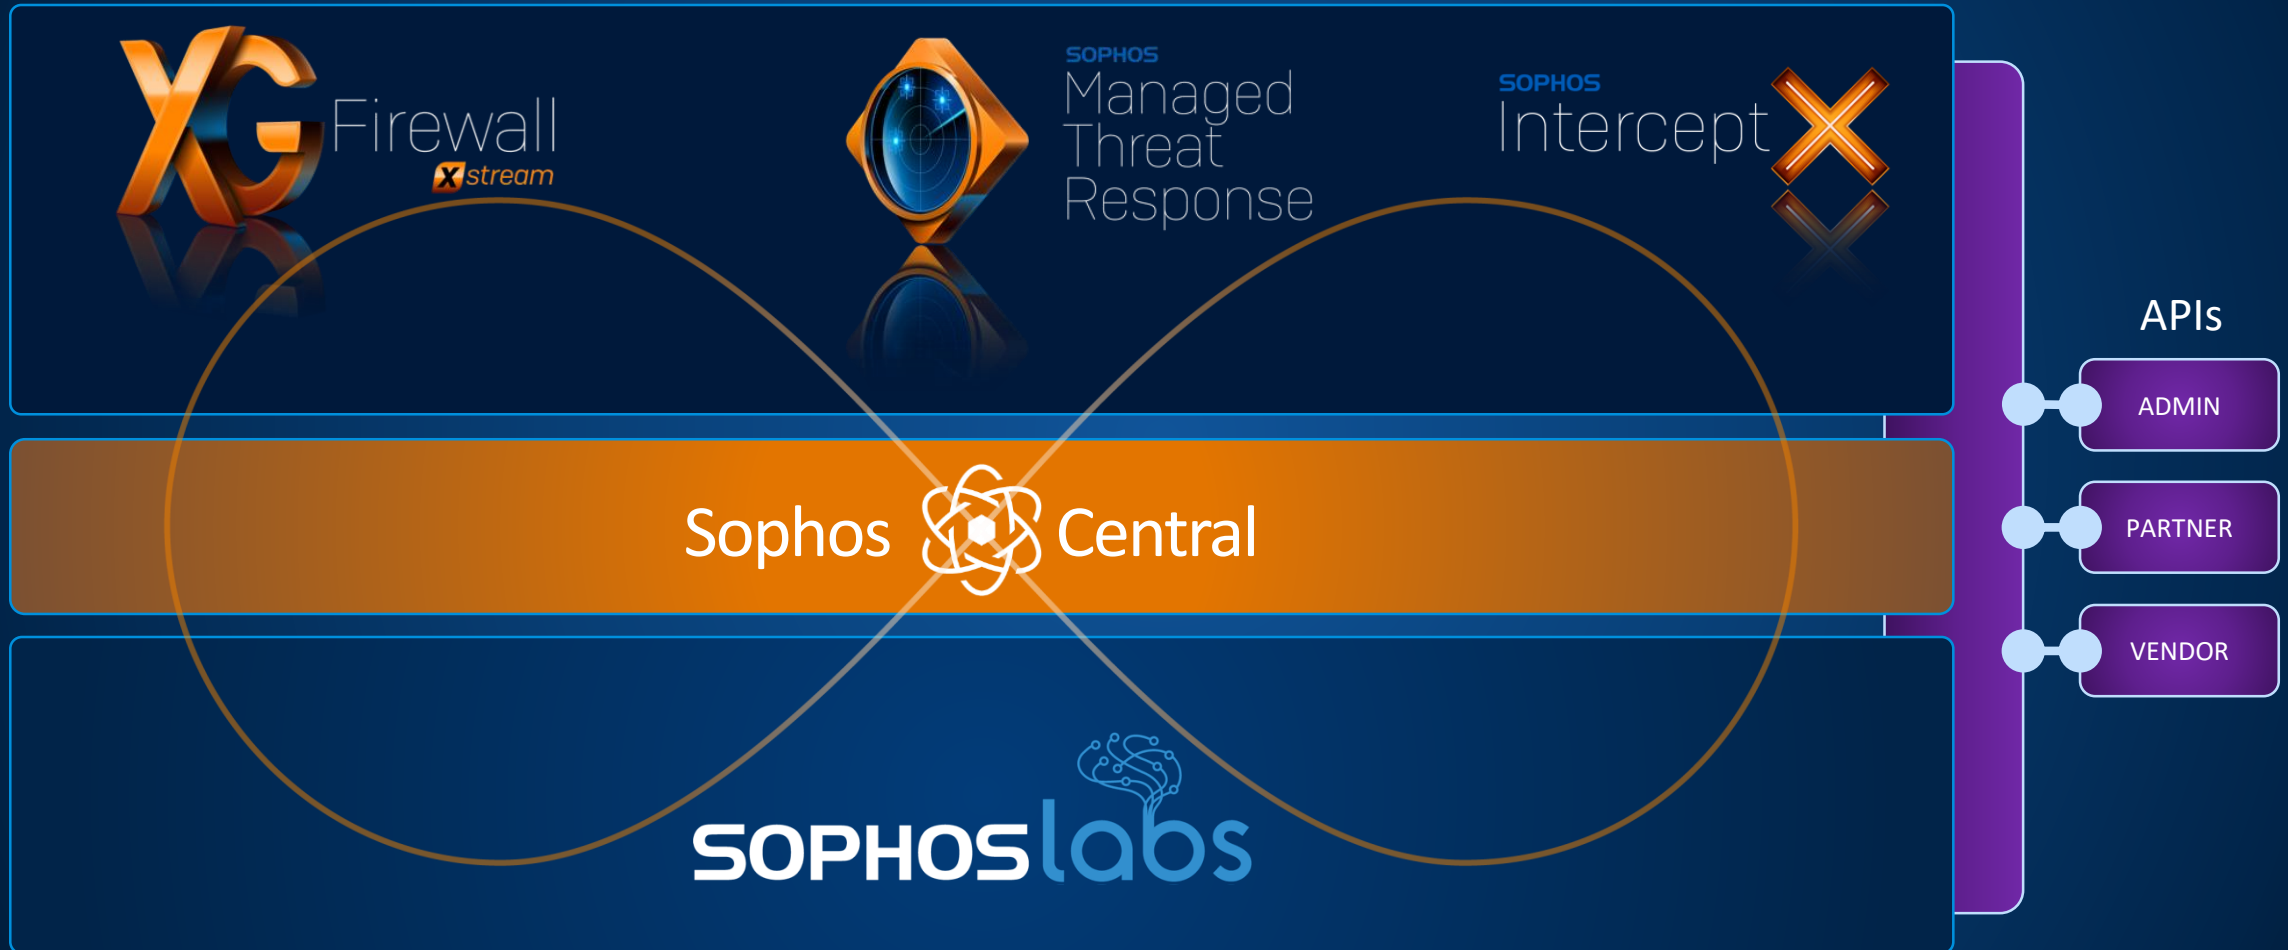 XG Firewall
Xstream
SOPHOS
Managed
Threat
Response
SOPHOS
Intercept X
APIs
ADMIN
PARTNER
VENDOR
Sophos Central
SOPHOS labs